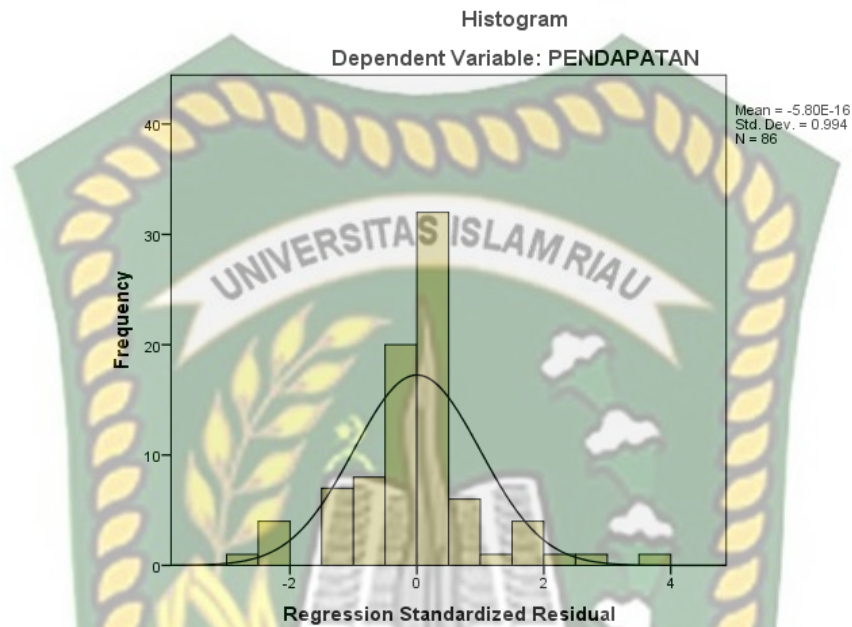 Histogram
Dependent Variable: PENDAPATAN
Mean = -5.80E-16
Std. Dev. = 0.994
N = 86
40
30
20
10
0
Frequency
UNIVERSITAS ISLAM RIAU
-2
0
2
4
Regression Standardized Residual